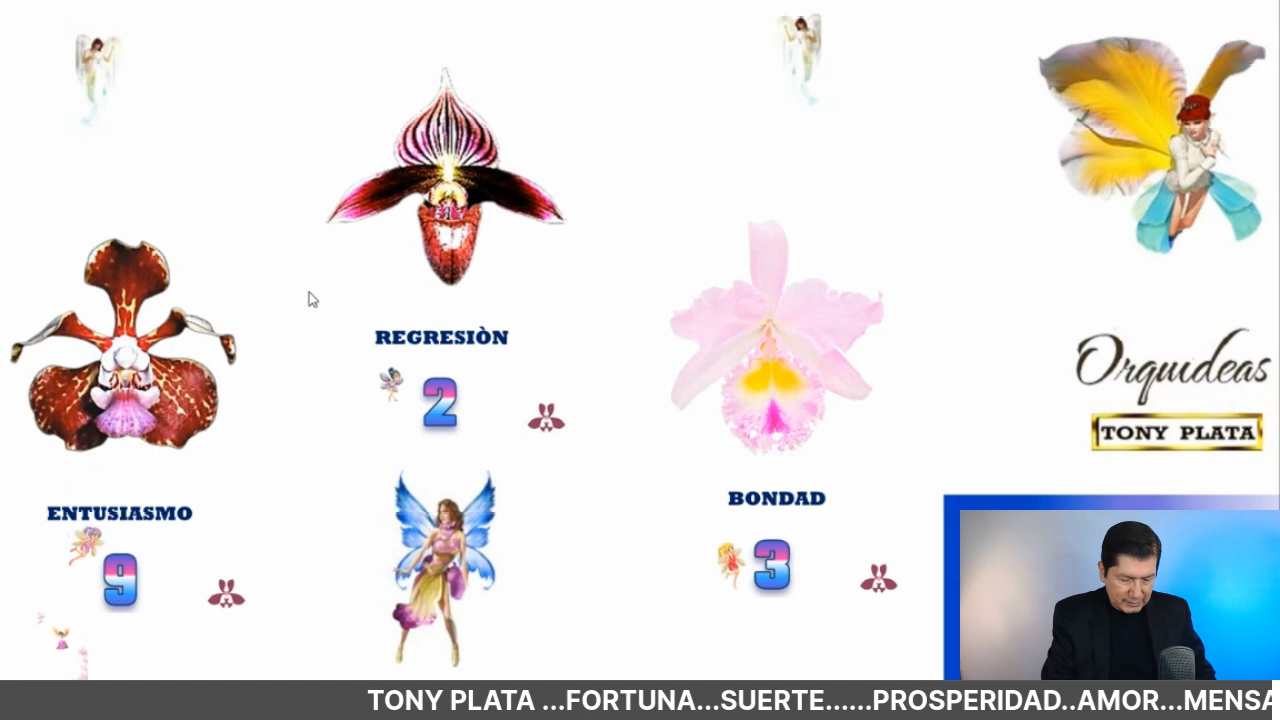 REGRESIÒN
2
ENTUSIASMO
9
BONDAD
3
Orquideas
TONY PLATA
TONY PLATA ...FORTUNA...SUERTE......PROSPERIDAD..AMOR...MENSA